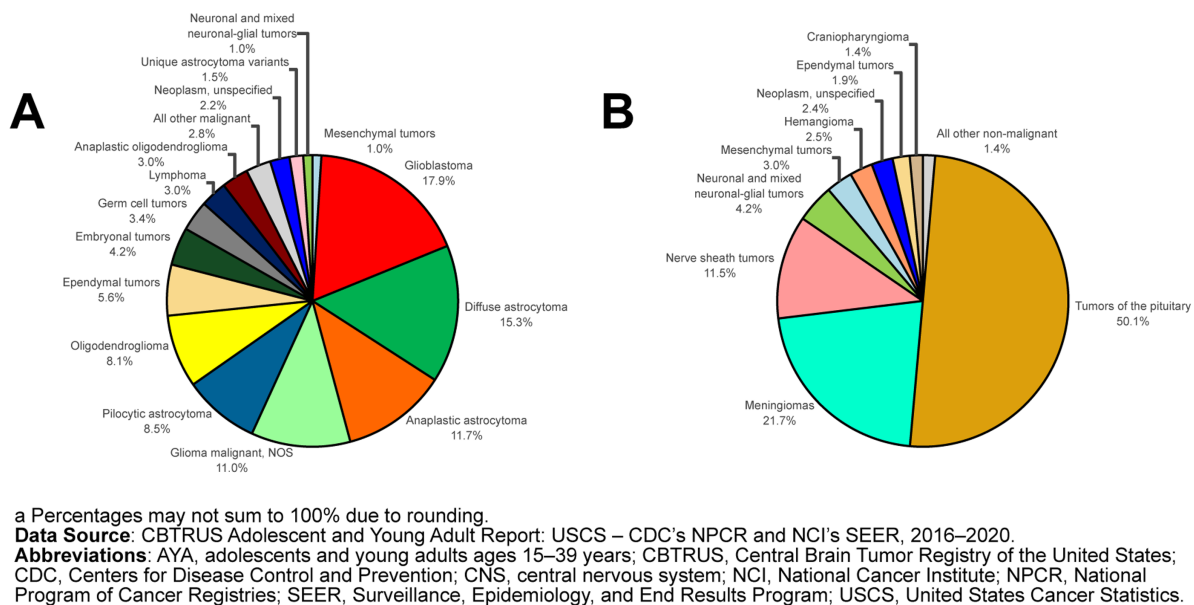 A
Neuronal and mixed
neuronal-glial tumors
1.0%
Unique astrocytoma variants
1.5%
Neoplasm, unspecified
2.2%
All other malignant
2.8%
Anaplastic oligodendroglioma
3.0%
Lymphoma
3.0%
Germ cell tumors
3.4%
Embryonal tumors
4.2%
Ependymal tumors
5.6%
Oligodendroglioma
8.1%
Pilocytic astrocytoma
8.5%
Glioma malignant, NOS
11.0%
Mesenchymal tumors
1.0%
Glioblastoma
17.9%
Diffuse astrocytoma
15.3%
Anaplastic astrocytoma
11.7%
B
Craniopharyngioma
1.4%
Ependymal tumors
1.9%
Neoplasm, unspecified
2.4%
Hemangioma
2.5%
Mesenchymal tumors
3.0%
Neuronal and mixed
neuronal-glial tumors
4.2%
Nerve sheath tumors
11.5%
Meningiomas
21.7%
All other non-malignant
1.4%
Tumors of the pituitary
50.1%
a Percentages may not sum to 100% due to rounding.
Data Source: CBTRUS Adolescent and Young Adult Report: USCS – CDC's NPCR and NCI's SEER, 2016–2020.
Abbreviations: AYA, adolescents and young adults ages 15–39 years; CBTRUS, Central Brain Tumor Registry of the United States;
CDC, Centers for Disease Control and Prevention; CNS, central nervous system; NCI, National Cancer Institute; NPCR, National
Program of Cancer Registries; SEER, Surveillance, Epidemiology, and End Results Program; USCS, United States Cancer Statistics.